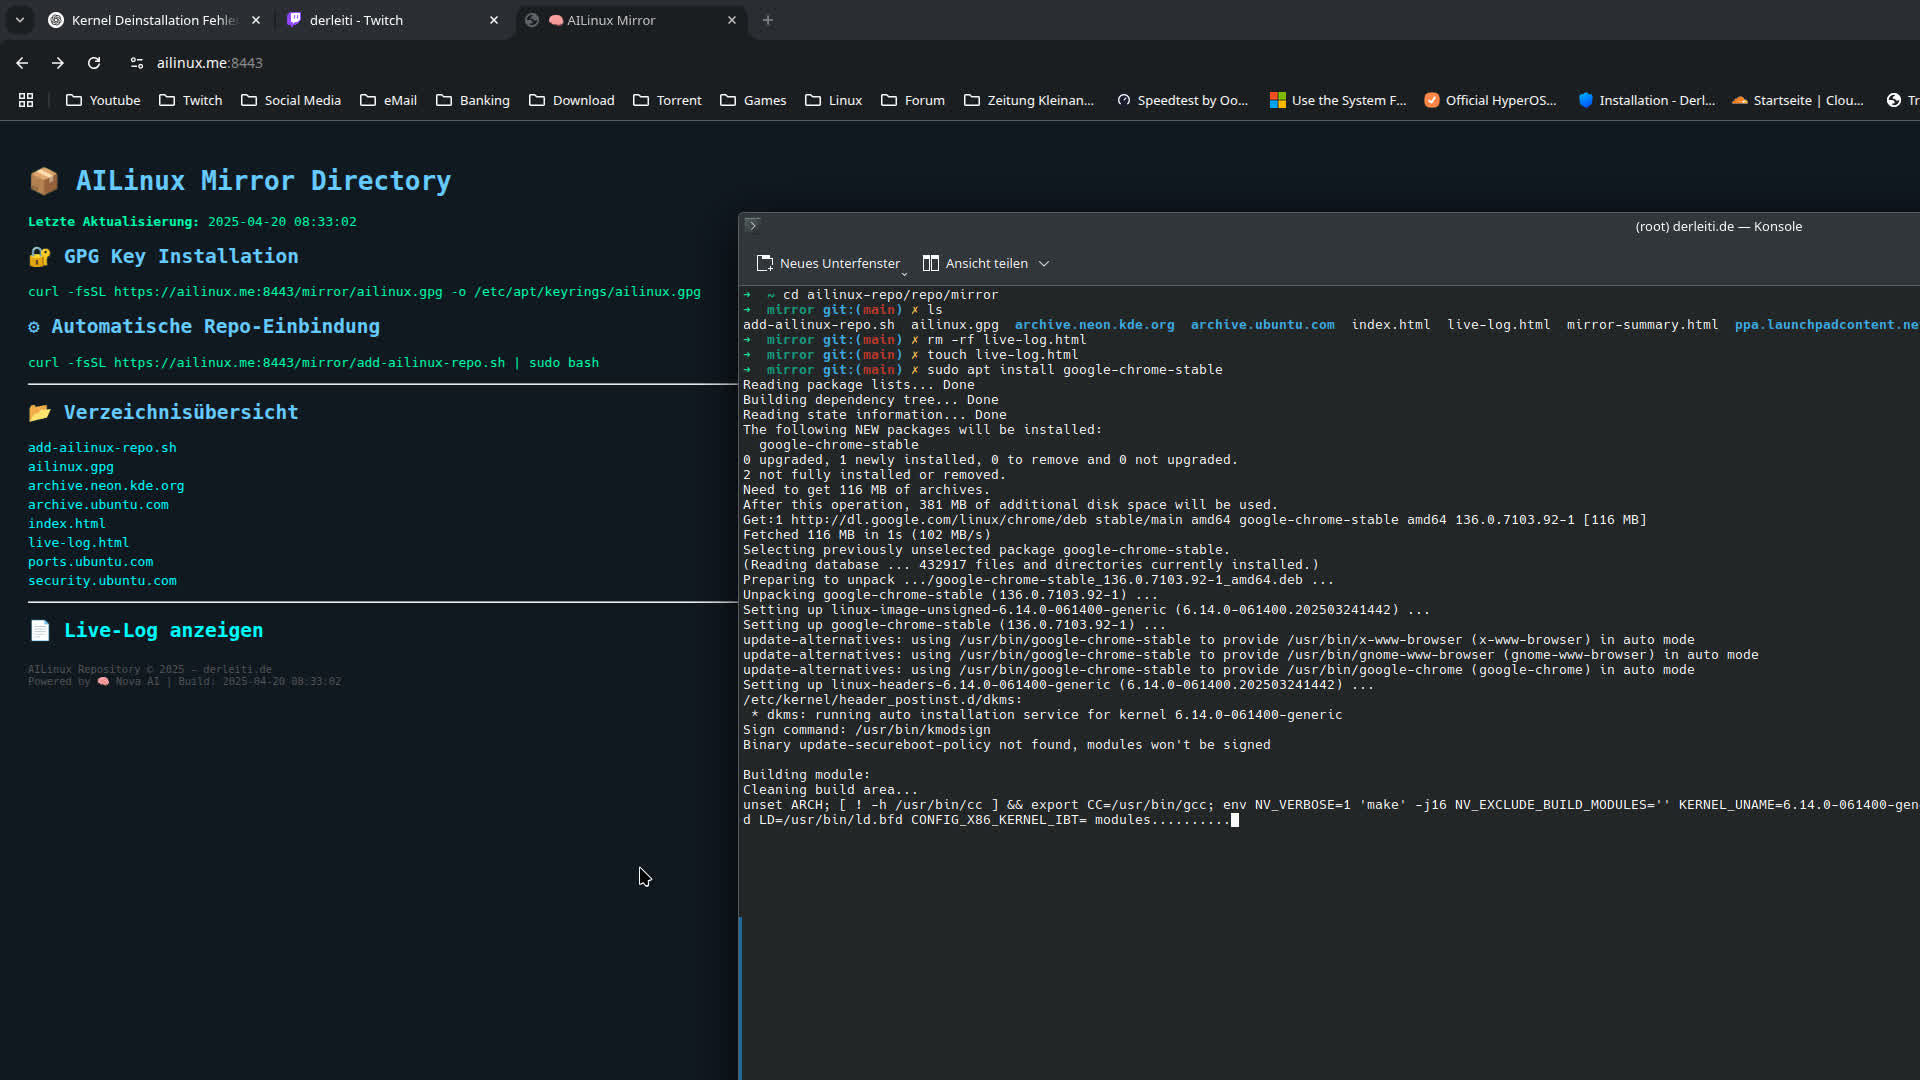 Kernel Deinstallation Fehle
derleiti - Twitch
AILinux Mirror
ailinux.me:8443
Youtube
Twitch
Social Media
eMail
Banking
Download
Torrent
Games
Linux
Forum
Zeitung Kleinan...
Speedtest by Oo...
Use the System F...
Official HyperOS...
Installation - Derl...
Startseite | Clou...
Tr
AILinux Mirror Directory
Letzte Aktualisierung: 2025-04-20 08:33:02
GPG Key Installation
curl -fsSL https://ailinux.me:8443/mirror/ailinux.gpg -o /etc/apt/keyrings/ailinux.gpg
Automatische Repo-Einbindung
curl -fsSL https://ailinux.me:8443/mirror/add-ailinux-repo.sh | sudo bash
Verzeichnisübersicht
add-ailinux-repo.sh
ailinux.gpg
archive.neon.kde.org
archive.ubuntu.com
index.html
live-log.html
ports.ubuntu.com
security.ubuntu.com
Live-Log anzeigen
AILinux Repository © 2025 - derleiti.de
Powered by 🧠 Nova AI | Build: 2025-04-20 08:33:02
(root) derleiti.de — Konsole
Neues Unterfenster
Ansicht teilen
➜  ~ cd ailinux-repo/repo/mirror
➜  mirror git:(main) ✗ ls
add-ailinux-repo.sh  ailinux.gpg  archive.neon.kde.org  archive.ubuntu.com  index.html  live-log.html  mirror-summary.html  ppa.launchpadcontent.ne
➜  mirror git:(main) ✗ rm -rf live-log.html
➜  mirror git:(main) ✗ touch live-log.html
➜  mirror git:(main) ✗ sudo apt install google-chrome-stable
Reading package lists... Done
Building dependency tree... Done
Reading state information... Done
The following NEW packages will be installed:
  google-chrome-stable
0 upgraded, 1 newly installed, 0 to remove and 0 not upgraded.
2 not fully installed or removed.
Need to get 116 MB of archives.
After this operation, 381 MB of additional disk space will be used.
Get:1 http://dl.google.com/linux/chrome/deb stable/main amd64 google-chrome-stable amd64 136.0.7103.92-1 [116 MB]
Fetched 116 MB in 1s (102 MB/s)
Selecting previously unselected package google-chrome-stable.
(Reading database ... 432917 files and directories currently installed.)
Preparing to unpack .../google-chrome-stable_136.0.7103.92-1_amd64.deb ...
Unpacking google-chrome-stable (136.0.7103.92-1) ...
Setting up linux-image-unsigned-6.14.0-061400-generic (6.14.0-061400.202503241442) ...
Setting up google-chrome-stable (136.0.7103.92-1) ...
update-alternatives: using /usr/bin/google-chrome-stable to provide /usr/bin/x-www-browser (x-www-browser) in auto mode
update-alternatives: using /usr/bin/google-chrome-stable to provide /usr/bin/gnome-www-browser (gnome-www-browser) in auto mode
update-alternatives: using /usr/bin/google-chrome-stable to provide /usr/bin/google-chrome (google-chrome) in auto mode
Setting up linux-headers-6.14.0-061400-generic (6.14.0-061400.202503241442) ...
/etc/kernel/header_postinst.d/dkms:
 * dkms: running auto installation service for kernel 6.14.0-061400-generic
Sign command: /usr/bin/kmodsign
Binary update-secureboot-policy not found, modules won't be signed
Building module:
Cleaning build area...
unset ARCH; [ ! -h /usr/bin/cc ] && export CC=/usr/bin/gcc; env NV_VERBOSE=1 'make' -j16 NV_EXCLUDE_BUILD_MODULES='' KERNEL_UNAME=6.14.0-061400-gen
d LD=/usr/bin/ld.bfd CONFIG_X86_KERNEL_IBT= modules..........